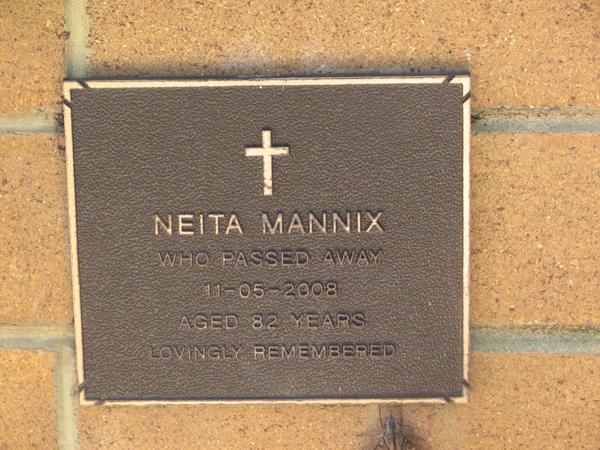 NEITA MANNIX
WHO PASSED AWAY
11-05-2008
AGED 82 YEARS
LOVINGLY REMEMBERED